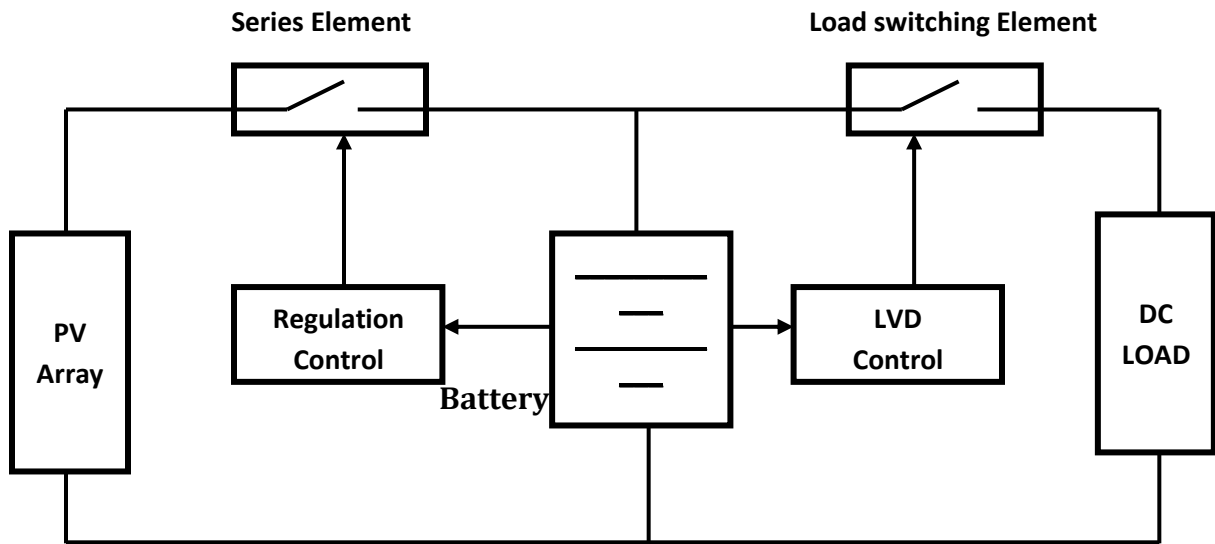 Series Element
Load switching Element
PV
Array
Regulation
Control
Battery
LVD
Control
DC
LOAD